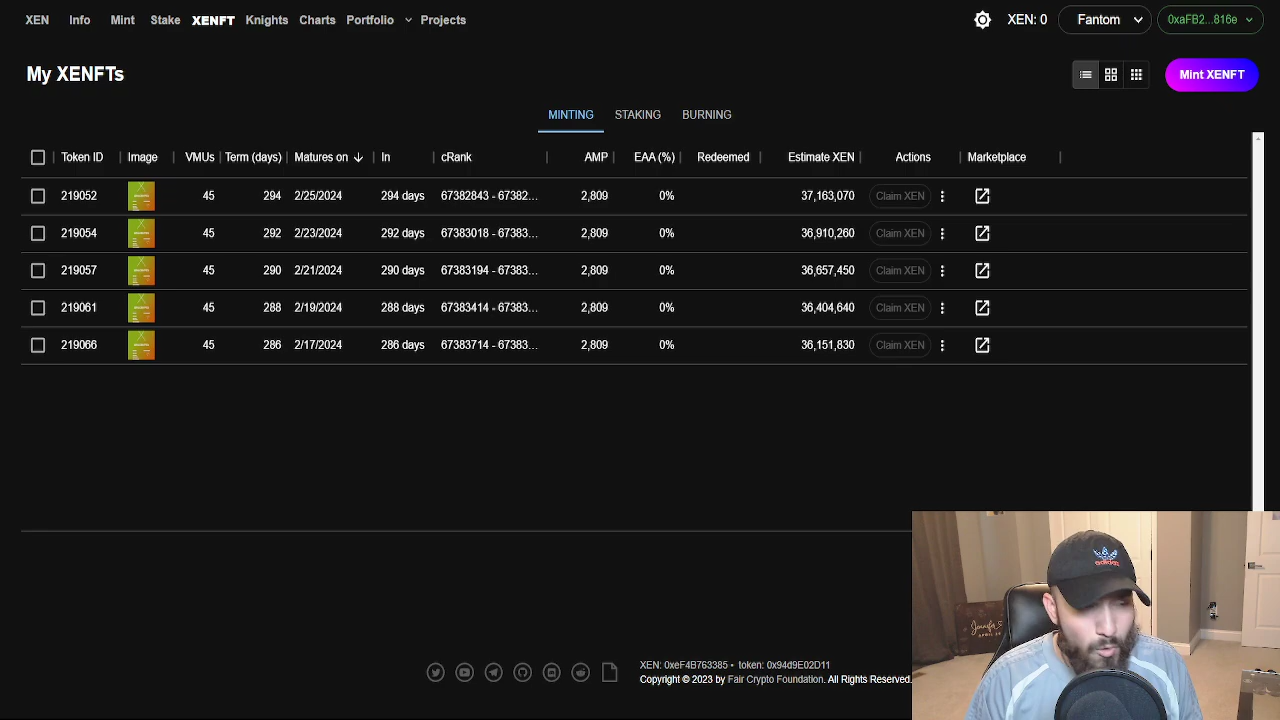 XEN Info Mint Stake XENFT Knights Charts Portfolio Projects XEN: 0 Fantom 0xaFB2...816e
My XENFTs Mint XENFT
MINTING STAKING BURNING
Token ID Image VMUs Term (days) Matures on In cRank AMP EAA (%) Redeemed Estimate XEN Actions Marketplace
219052 45 294 2/25/2024 294 days 67382843 - 67382... 2,809 0% 37,163,070 Claim XEN
219054 45 292 2/23/2024 292 days 67383018 - 67383... 2,809 0% 36,910,260 Claim XEN
219057 45 290 2/21/2024 290 days 67383135 - 67383... 2,809 0% 36,657,450 Claim XEN
219061 45 288 2/19/2024 288 days 67383414 - 67383... 2,809 0% 36,404,640 Claim XEN
219066 45 286 2/17/2024 286 days 67383714 - 67383... 2,809 0% 36,151,830 Claim XEN
adidas
Jennifer
XEN: 0xeF4B763385 • token: 0x94d9E02D11
Copyright © 2023 by Fair Crypto Foundation. All Rights Reserved.